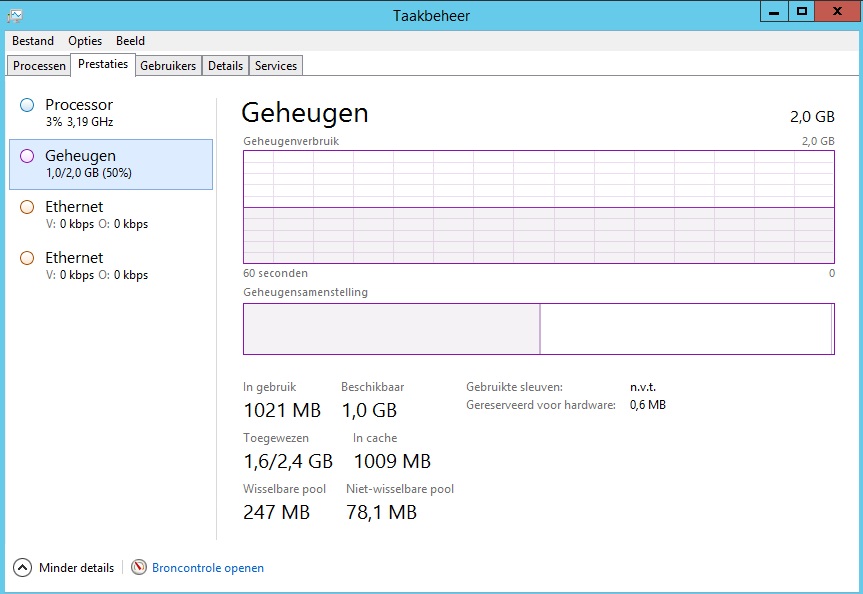 Taakbeheer
Bestand Opties Beeld
Processen Prestaties Gebruikers Details Services
Processor
3% 3,19 GHz
Geheugen
1,0/2,0 GB (50%)
Ethernet
V: 0 kbps O: 0 kbps
Ethernet
V: 0 kbps O: 0 kbps
Geheugen 2,0 GB
Geheugenverbruik 2,0 GB
60 seconden 0
Geheugensamenstelling
In gebruik Beschikbaar
1021 MB 1,0 GB
Toegewezen In cache
1,6/2,4 GB 1009 MB
Wisselbare pool Niet-wisselbare pool
247 MB 78,1 MB
Gebruikte sleuven: n.v.t.
Gereserveerd voor hardware: 0,6 MB
Minder details Broncontrole openen